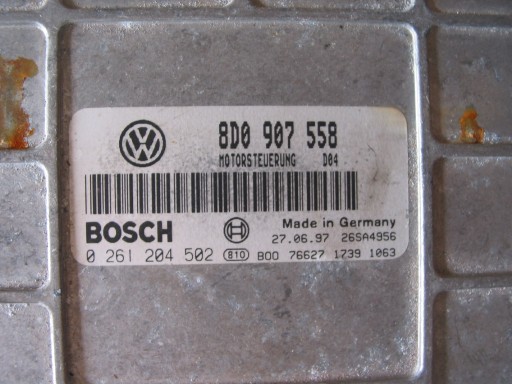 8D0 907 558
MOTORSTEUERUNG D04
BOSCH
Made in Germany
27.06.97 26SA4956
0 261 204 502 810 B00 76627 1739 1063